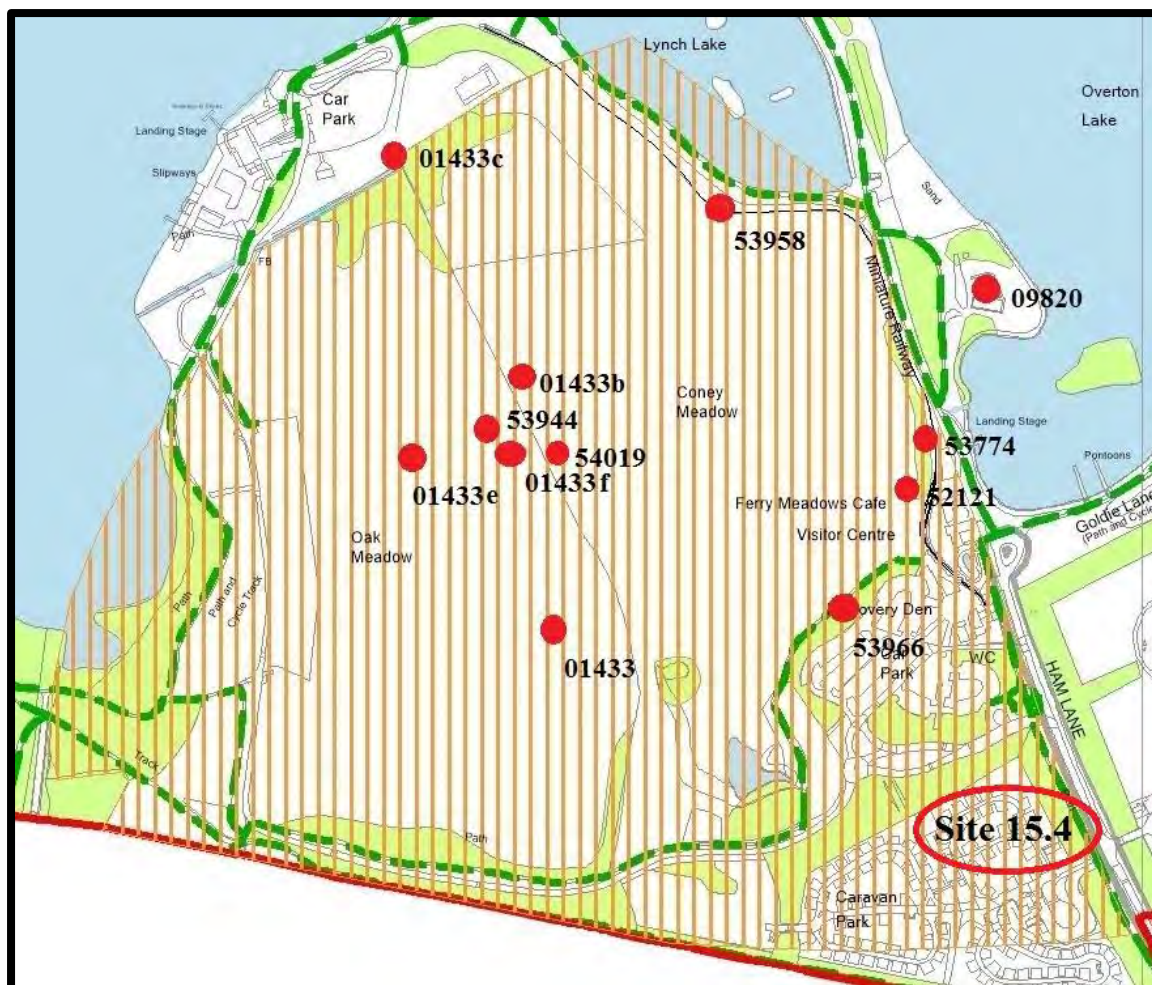 Lynch Lake
Overton
Lake
Car
Park
Landing Stage
Slipways
01433c
Sand
Path
53958
FB
Miniature Railway
09820
01433b
Coney
Meadow
53944
Landing Stage
54019
53774
01433e
01433f
Pontoons
52121
Ferry Meadows Cafe
Goldie Lane
(Path and Cycle
Oak
Meadow
Visitor Centre
Path
Path and
Cycle Track
overy Den
53966
Car
Park
WC
01433
HAM LANE
Track
Path
Site 15.4
Caravan
Park